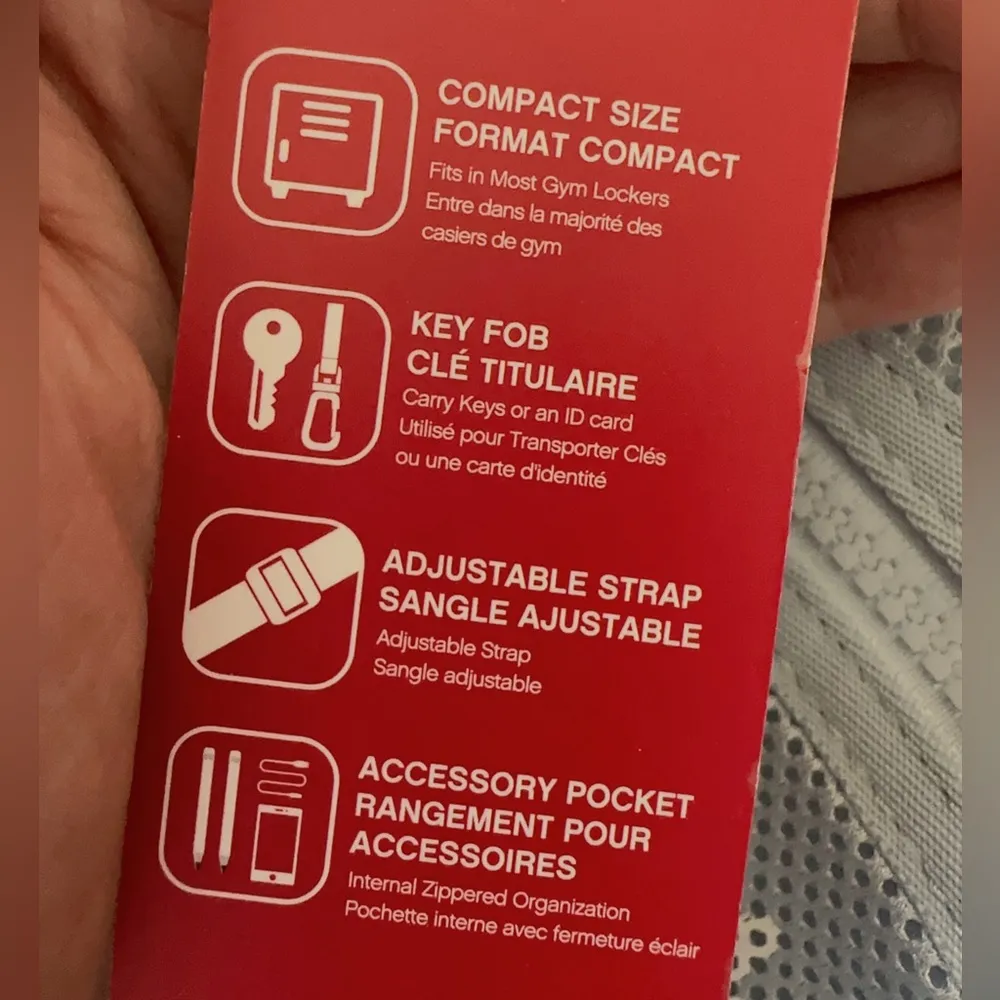 COMPACT SIZE
FORMAT COMPACT
Fits in Most Gym Lockers
Entre dans la majorité des
casiers de gym
KEY FOB
CLÉ TITULAIRE
Carry Keys or an ID card
Utilisé pour Transporter Clés
ou une carte d'identité
ADJUSTABLE STRAP
SANGLE AJUSTABLE
Adjustable Strap
Sangle adjustable
ACCESSORY POCKET
RANGEMENT POUR
ACCESSOIRES
Internal Zippered Organization
Pochette interne avec fermeture éclair